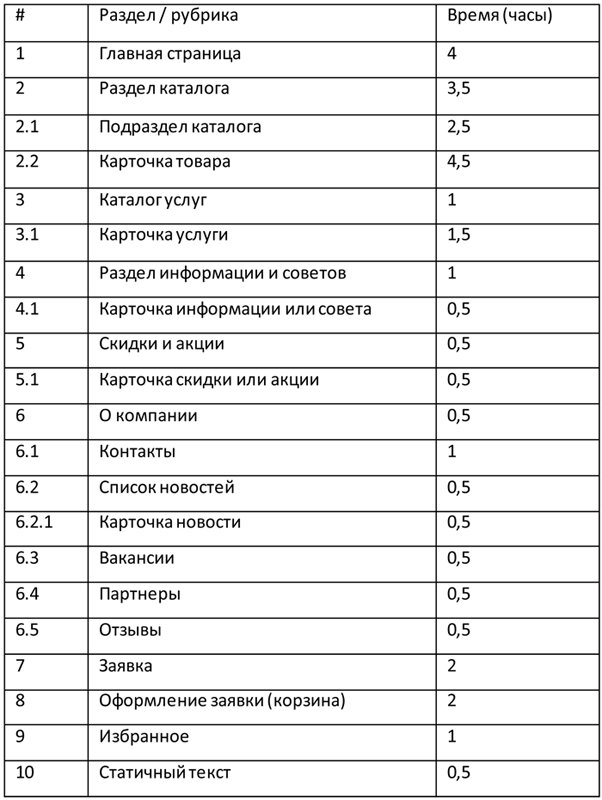 # Раздел / рубрика Время (часы)
1 Главная страница 4
2 Раздел каталога 3,5
2.1 Подраздел каталога 2,5
2.2 Карточка товара 4,5
3 Каталог услуг 1
3.1 Карточка услуги 1,5
4 Раздел информации и советов 1
4.1 Карточка информации или совета 0,5
5 Скидки и акции 0,5
5.1 Карточка скидки или акции 0,5
6 О компании 0,5
6.1 Контакты 1
6.2 Список новостей 0,5
6.2.1 Карточка новости 0,5
6.3 Вакансии 0,5
6.4 Партнеры 0,5
6.5 Отзывы 0,5
7 Заявка 2
8 Оформление заявки (корзина) 2
9 Избранное 1
10 Статичный текст 0,5